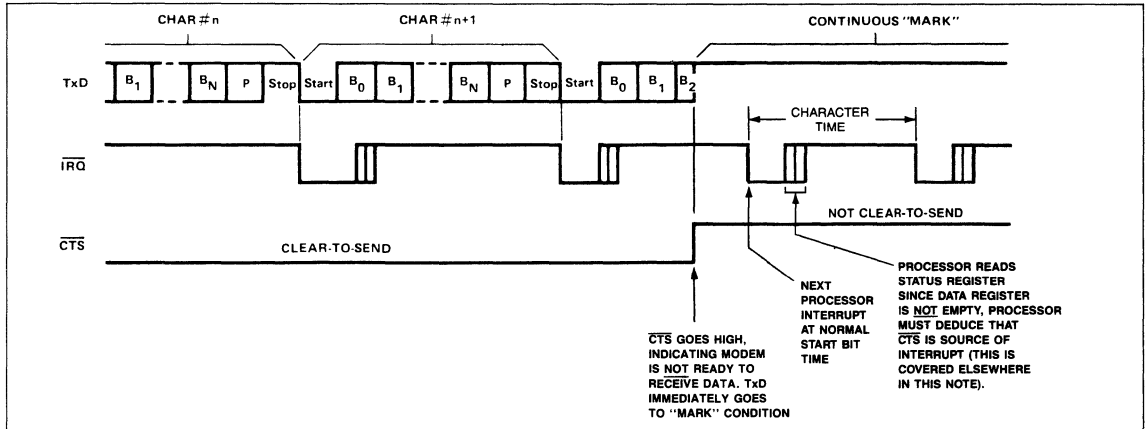 CHAR #n
CHAR #n+1
CONTINUOUS "MARK"
TxD
B1
BN
P
Stop
Start
B0
B1
BN
P
Stop
Start
B0
B1
B2
CHARACTER
TIME
IRQ
NOT CLEAR-TO-SEND
CTS
CLEAR-TO-SEND
CTS GOES HIGH,
INDICATING MODEM
IS NOT READY TO
RECEIVE DATA. TxD
IMMEDIATELY GOES
TO "MARK" CONDITION
NEXT
PROCESSOR
INTERRUPT
AT NORMAL
START BIT
TIME
PROCESSOR READS
STATUS REGISTER
SINCE DATA REGISTER
IS NOT EMPTY, PROCESSOR
MUST DEDUCE THAT
CTS IS SOURCE OF
INTERRUPT (THIS IS
COVERED ELSEWHERE
IN THIS NOTE).